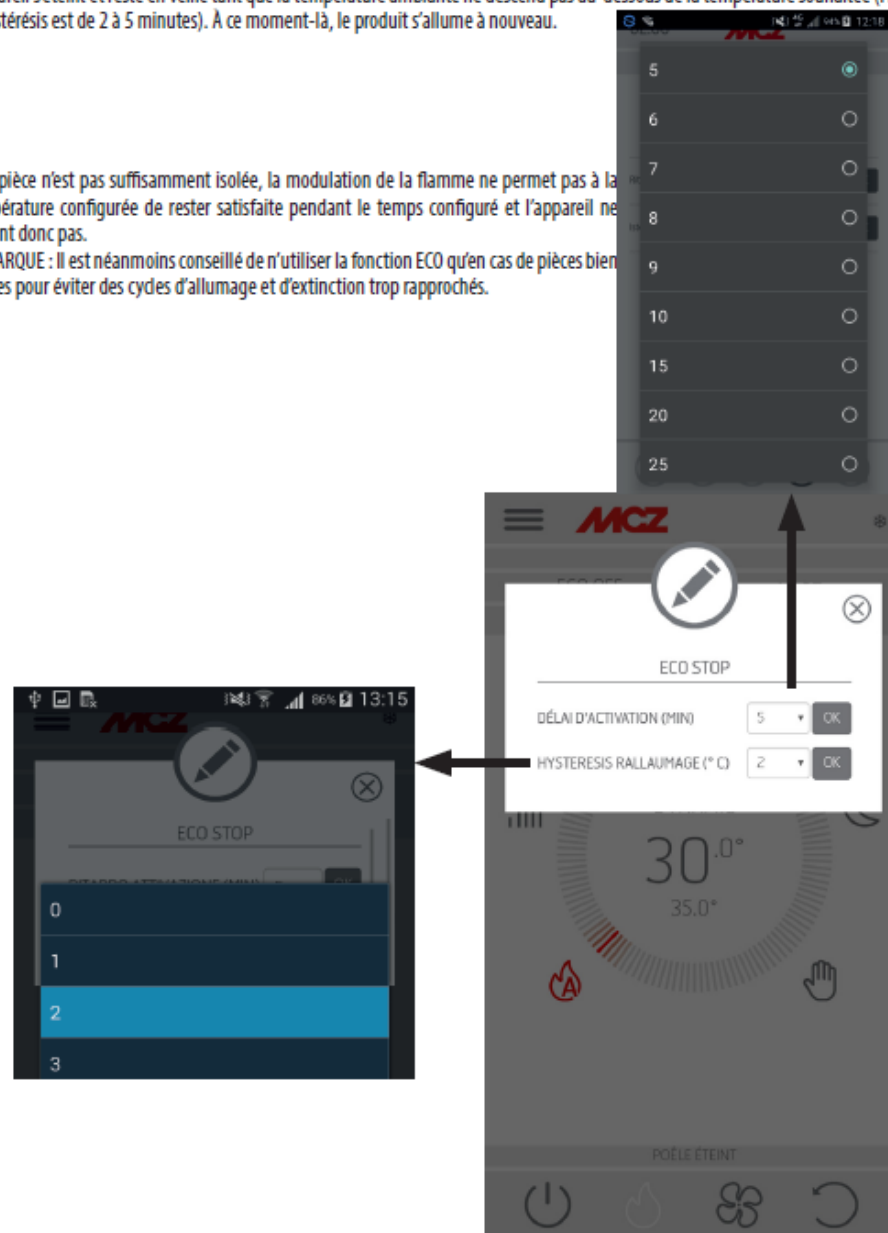 térésis est de 2 à 5 minutes). À ce moment-là, le produit s'allume à nouveau.
pièce n'est pas suffisamment isolée, la modulation de la flamme ne permet pas à la
pérature configurée de rester satisfaite pendant le temps configuré et l'appareil ne
nt donc pas.
ARQUE : Il est néanmoins conseillé de n'utiliser la fonction ECO qu'en cas de pièces bien
es pour éviter des cycles d'allumage et d'extinction trop rapprochés.
94% 12:18
5
6
7
8
9
10
15
20
25
MCZ
ECO STOP
DÉLAI D'ACTIVATION (MIN) 5 OK
HYSTERESIS RALLAUMAGE (° C) 2 OK
30.0°
35.0°
A
POÊLE ÉTEINT
86% 13:15
MCZ
ECO STOP
0
1
2
3